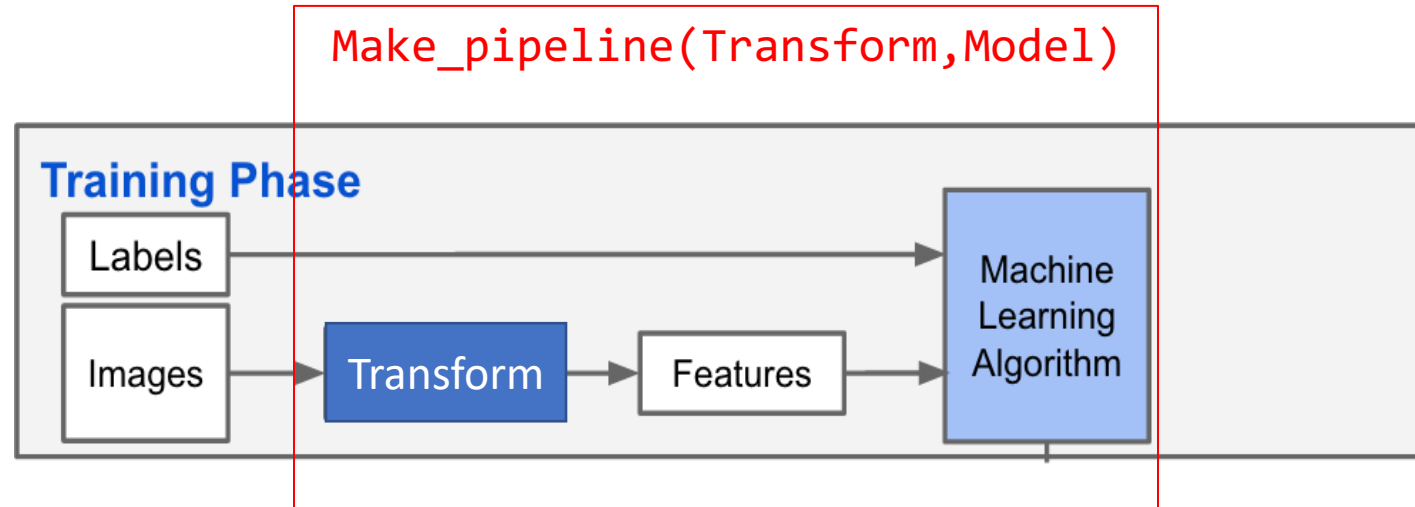 Make_pipeline(Transform,Model)
Training Phase
Labels
Images
Transform
Features
Machine
Learning
Algorithm